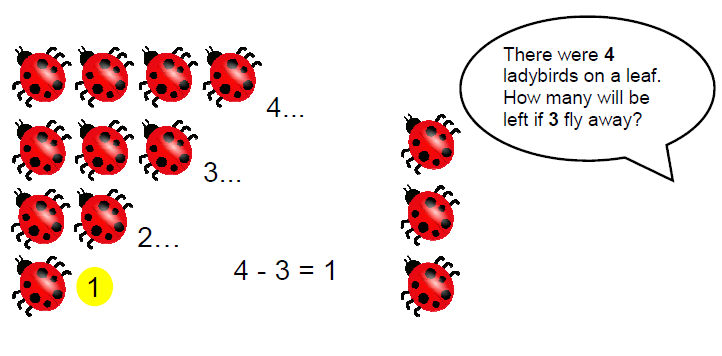 There were 4
ladybirds on a leaf.
How many will be
left if 3 fly away?
4...
3...
2...
1
4 - 3 = 1